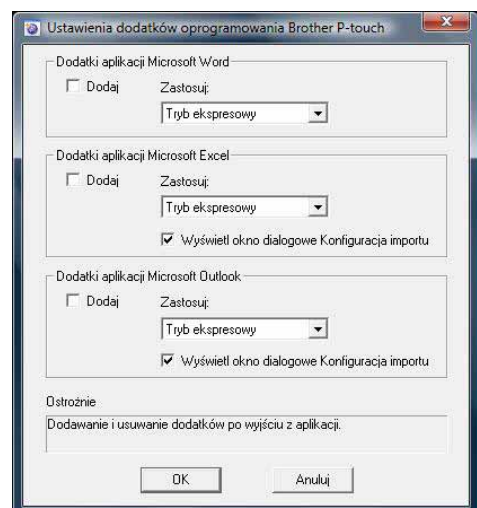 Ustawienia dodatków oprogramowania Brother P-touch
Dodatki aplikacji Microsoft Word
Dodaj Zastosuj:
Tryb ekspresowy
Dodatki aplikacji Microsoft Excel
Dodaj Zastosuj:
Tryb ekspresowy
Wyświetl okno dialogowe Konfiguracja importu
Dodatki aplikacji Microsoft Outlook
Dodaj Zastosuj:
Tryb ekspresowy
Wyświetl okno dialogowe Konfiguracja importu
Ostrożnie
Dodawanie i usuwanie dodatków po wyjściu z aplikacji.
OK Anuluj